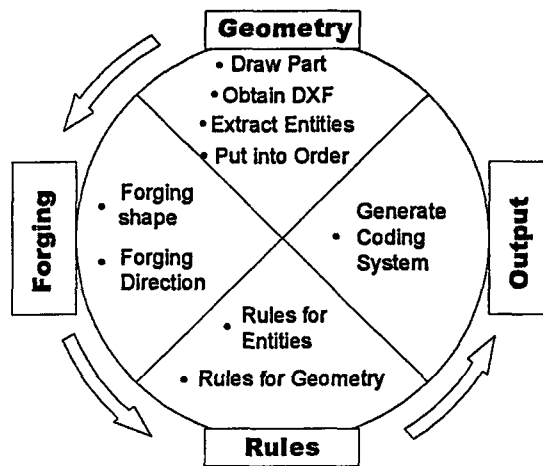 Geometry
• Draw Part
• Obtain DXF
• Extract Entities
• Put into Order
Forging
• Forging
shape
• Forging
Direction
Generate
• Coding
System
Output
• Rules for
Entities
• Rules for Geometry
Rules